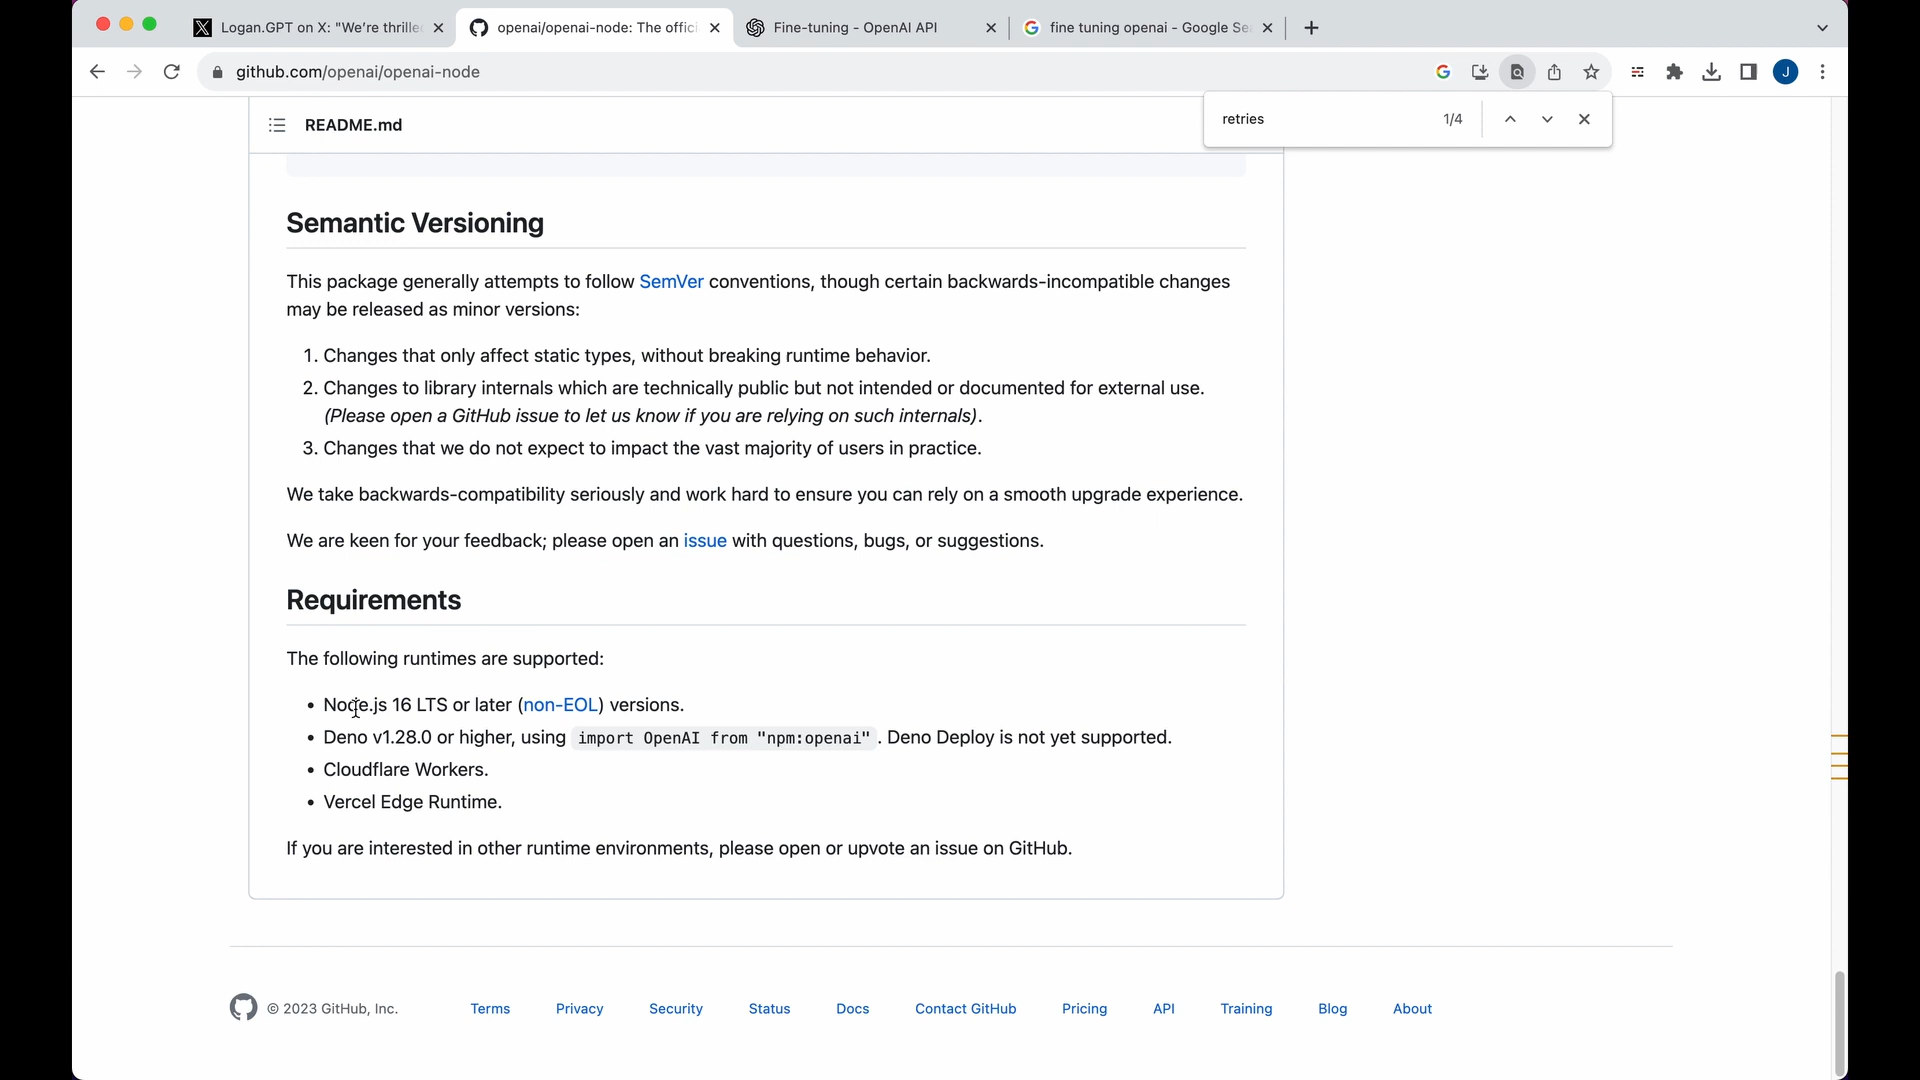 Logan.GPT on X: "We're thrille
openai/openai-node: The offici
Fine-tuning - OpenAI API
fine tuning openai - Google Se
github.com/openai/openai-node
J
retries
1/4
README.md
Semantic Versioning
This package generally attempts to follow SemVer conventions, though certain backwards-incompatible changes
may be released as minor versions:
1. Changes that only affect static types, without breaking runtime behavior.
2. Changes to library internals which are technically public but not intended or documented for external use.
(Please open a GitHub issue to let us know if you are relying on such internals).
3. Changes that we do not expect to impact the vast majority of users in practice.
We take backwards-compatibility seriously and work hard to ensure you can rely on a smooth upgrade experience.
We are keen for your feedback; please open an issue with questions, bugs, or suggestions.
Requirements
The following runtimes are supported:
• Node.js 16 LTS or later (non-EOL) versions.
• Deno v1.28.0 or higher, using import OpenAI from "npm:openai". Deno Deploy is not yet supported.
• Cloudflare Workers.
• Vercel Edge Runtime.
If you are interested in other runtime environments, please open or upvote an issue on GitHub.
© 2023 GitHub, Inc. Terms Privacy Security Status Docs Contact GitHub Pricing API Training Blog About